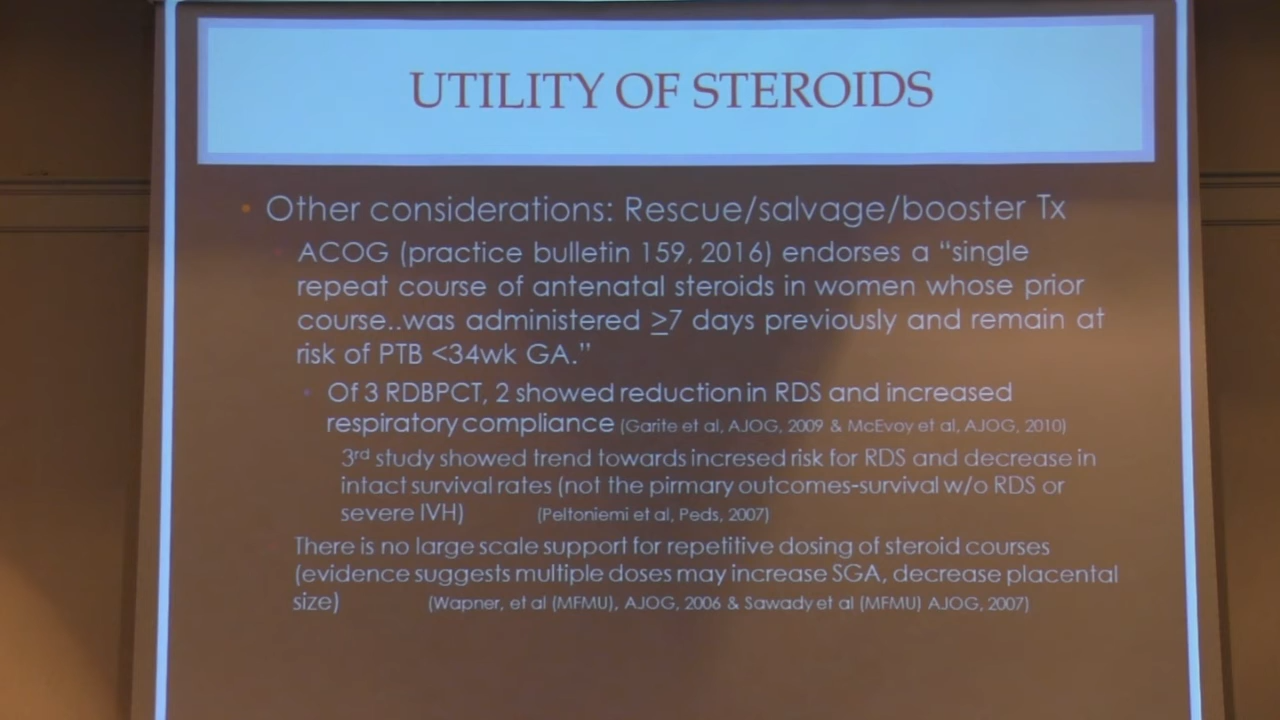 UTILITY OF STEROIDS
• Other considerations: Rescue/salvage/booster Tx
ACOG (practice bulletin 159, 2016) endorses a “single
repeat course of antenatal steroids in women whose prior
course..was administered ≥7 days previously and remain at
risk of PTB <34wk GA.”
• Of 3 RDBPCT, 2 showed reduction in RDS and increased
respiratory compliance (Garite et al, AJOG, 2009 & McEvoy et al, AJOG, 2010)
3rd study showed trend towards incresed risk for RDS and decrease in
intact survival rates (not the pirmary outcomes-survival w/o RDS or
severe IVH) (Peltoniemi et al, Peds, 2007)
There is no large scale support for repetitive dosing of steroid courses
(evidence suggests multiple doses may increase SGA, decrease placental
size) (Wapner, et al (MFMU), AJOG, 2006 & Sawady et al (MFMU) AJOG, 2007)